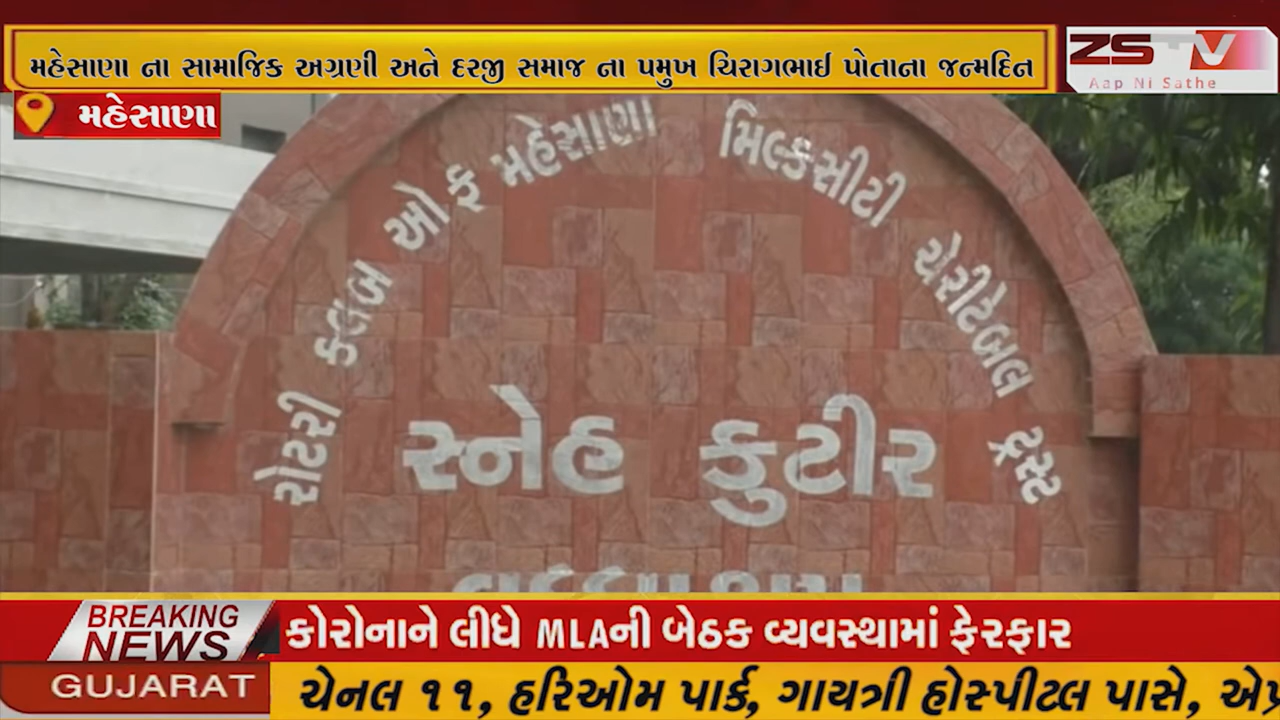 મહેસાણા ના સામાજિક અગ્રણી અને દરજી સમાજ ના પમુખ ચિરાગભાઈ પોતાના જન્મદિન
ZSTV
Aap Ni Sathe
મહેસાણા
રોટરી કલબ ઓફ મહેસાણા મિલ્કસીટી ચેરીટેબલ ટ્રસ્ટ
સ્નેહ કુટીર
BREAKING NEWS
કોરોનાને લીધે MLAની બેઠક વ્યવસ્થામાં ફેરફાર
GUJARAT
ચેનલ ૧૧, હરિઓમ પાર્ક, ગાયત્રી હોસ્પીટલ પાસે,